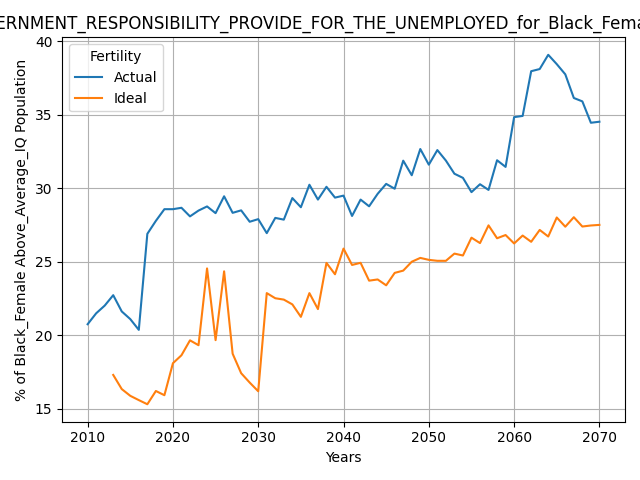 ERNMENT_RESPONSIBILITY_PROVIDE_FOR_THE_UNEMPLOYED_for_Black_Fema
Fertility
Actual
Ideal
% of Black_Female Above_Average_IQ Population
40
35
30
25
20
15
2010 2020 2030 2040 2050 2060 2070
Years